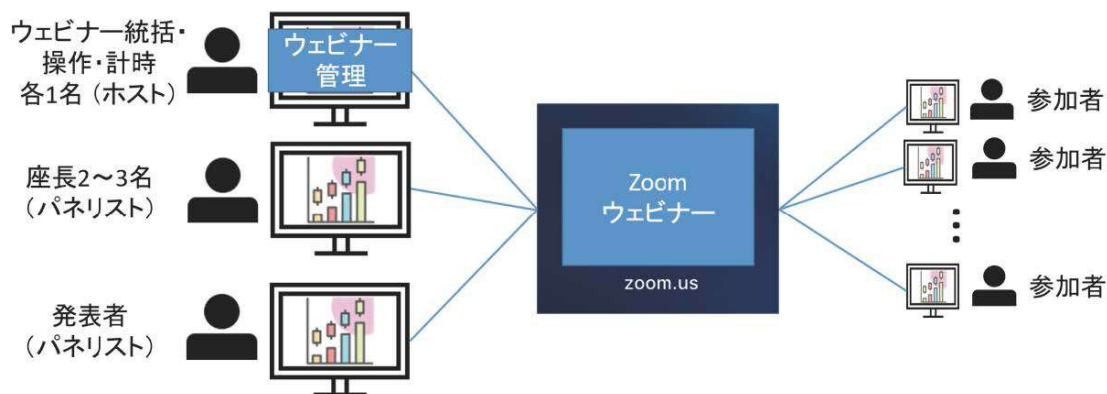 ウェビナー統括・
操作・計時
各1名（ホスト）
ウェビナー
管理
座長2～3名
（パネリスト）
発表者
（パネリスト）
Zoom
ウェビナー
zoom.us
参加者
参加者
参加者